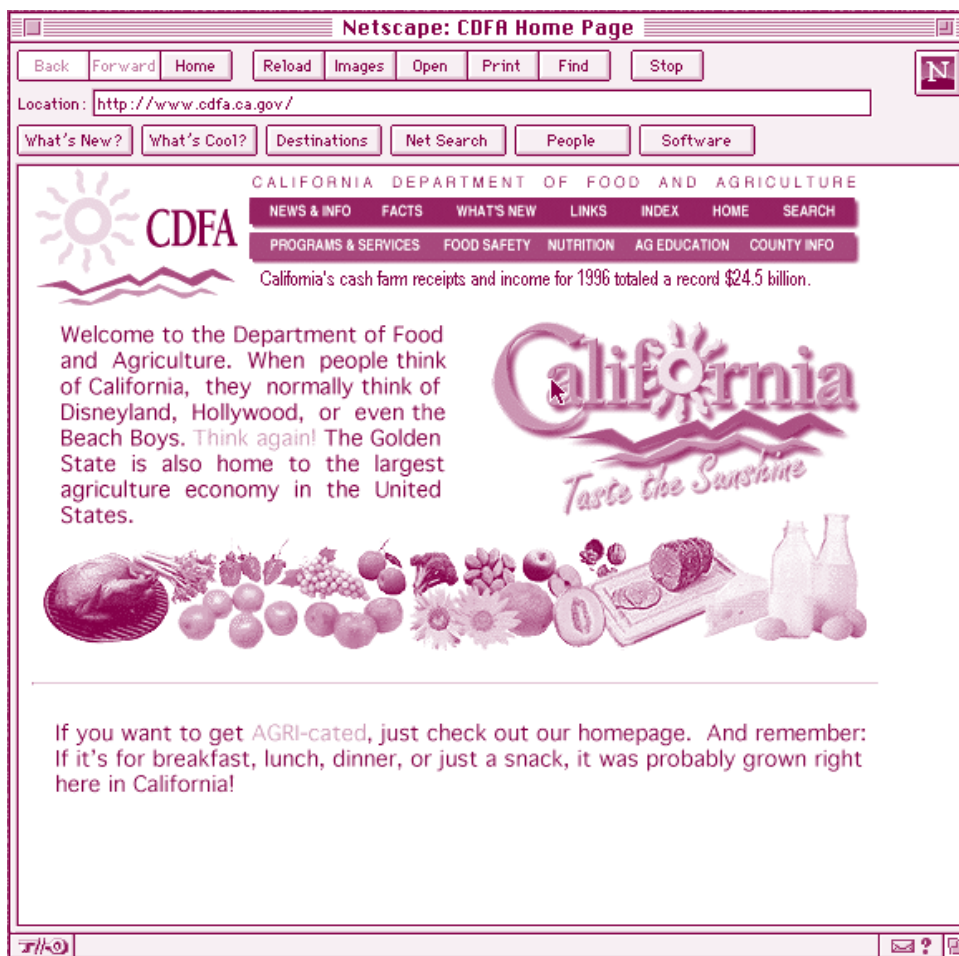 Netscape: CDFA Home Page
Back Forward Home Reload Images Open Print Find Stop
N
Location: http://www.cdfa.ca.gov/
What's New? What's Cool? Destinations Net Search People Software
CALIFORNIA DEPARTMENT OF FOOD AND AGRICULTURE
CDFA
NEWS & INFO FACTS WHAT'S NEW LINKS INDEX HOME SEARCH
PROGRAMS & SERVICES FOOD SAFETY NUTRITION AG EDUCATION COUNTY INFO
California's cash farm receipts and income for 1996 totaled a record $24.5 billion.
Welcome to the Department of Food
and Agriculture. When people think
of California, they normally think of
Disneyland, Hollywood, or even the
Beach Boys. Think again! The Golden
State is also home to the largest
agriculture economy in the United
States.
California
Taste the Sunshine
If you want to get AGRI-cated, just check out our homepage. And remember:
If it's for breakfast, lunch, dinner, or just a snack, it was probably grown right
here in California!
?